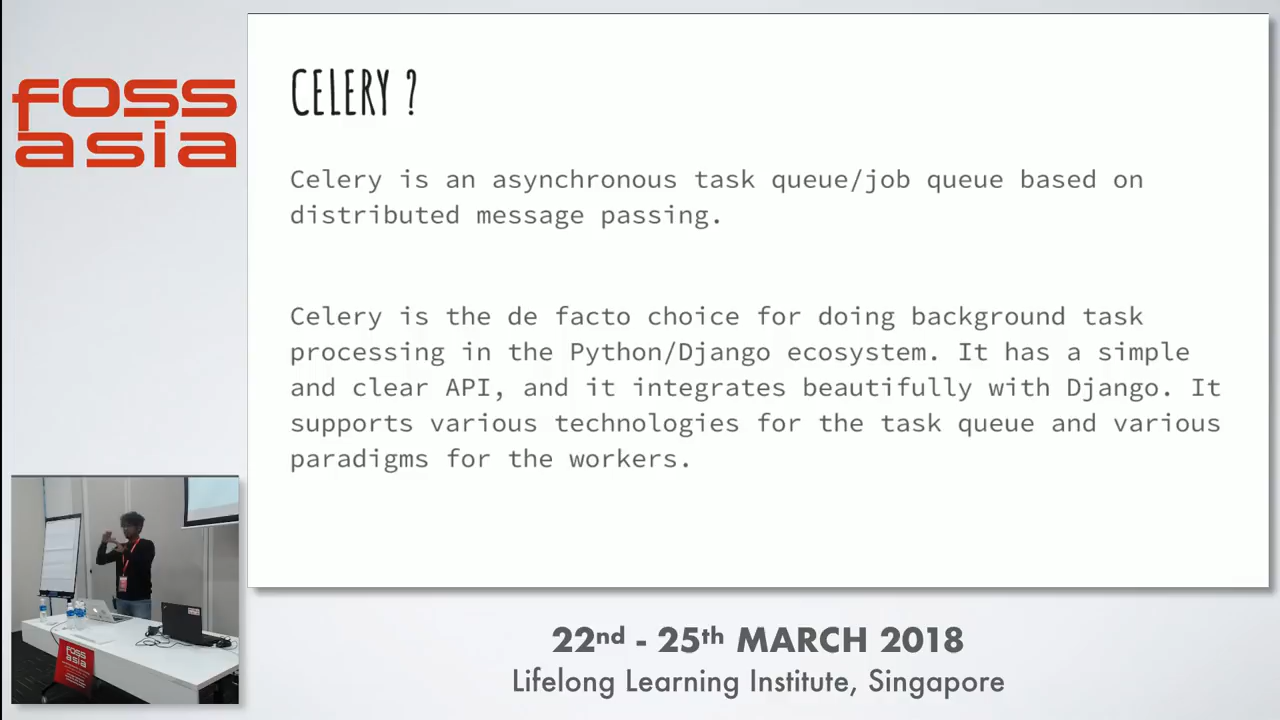 foss
asia
CELERY ?
Celery is an asynchronous task queue/job queue based on
distributed message passing.
Celery is the de facto choice for doing background task
processing in the Python/Django ecosystem. It has a simple
and clear API, and it integrates beautifully with Django. It
supports various technologies for the task queue and various
paradigms for the workers.
foss
asia
22nd - 25th MARCH 2018
Lifelong Learning Institute, Singapore